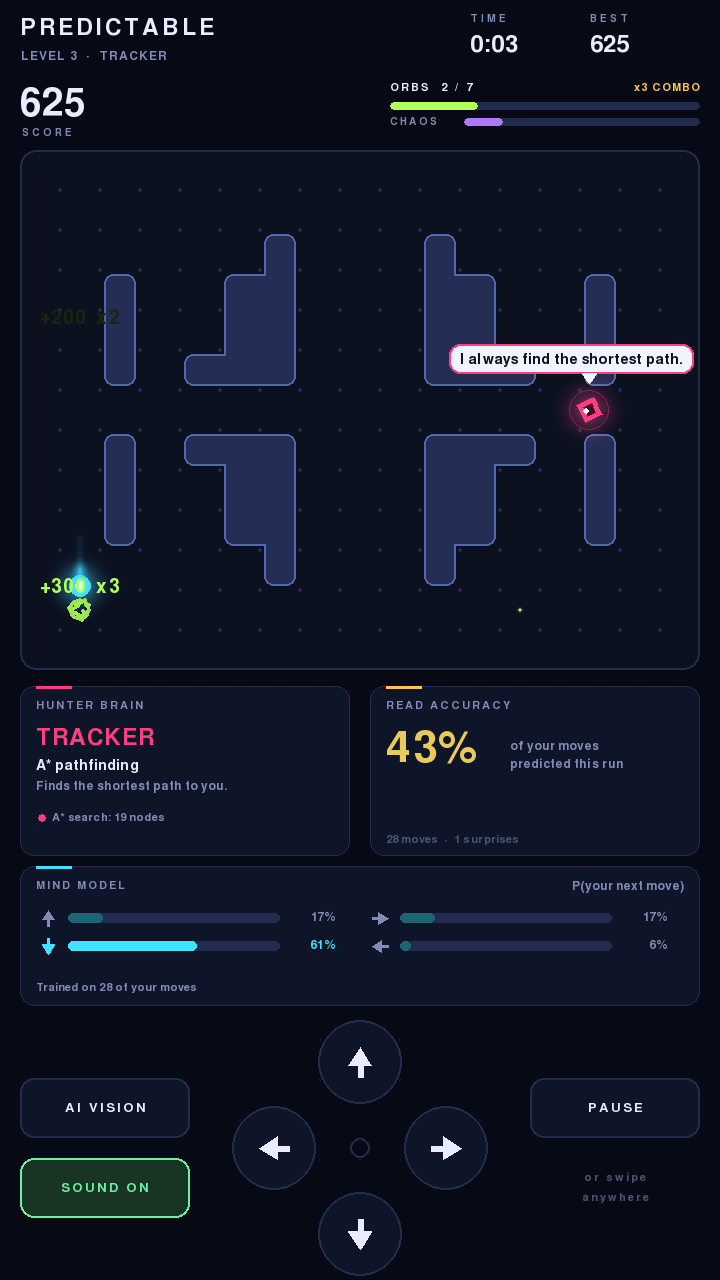 PREDICTABLE
LEVEL 3 · TRACKER
TIME
0:03
BEST
625
625
SCORE
ORBS 2 / 7
x3 COMBO
CHAOS
+200 x2
I always find the shortest path.
+300 x3
HUNTER BRAIN
TRACKER
A* pathfinding
Finds the shortest path to you.
A* search: 19 nodes
READ ACCURACY
43%
of your moves
predicted this run
28 moves · 1 surprises
MIND MODEL
P(your next move)
17%
17%
61%
6%
Trained on 28 of your moves
AI VISION
PAUSE
SOUND ON
or swipe
anywhere